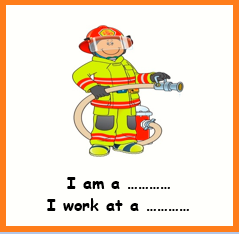 I am a …………
I work at a …………